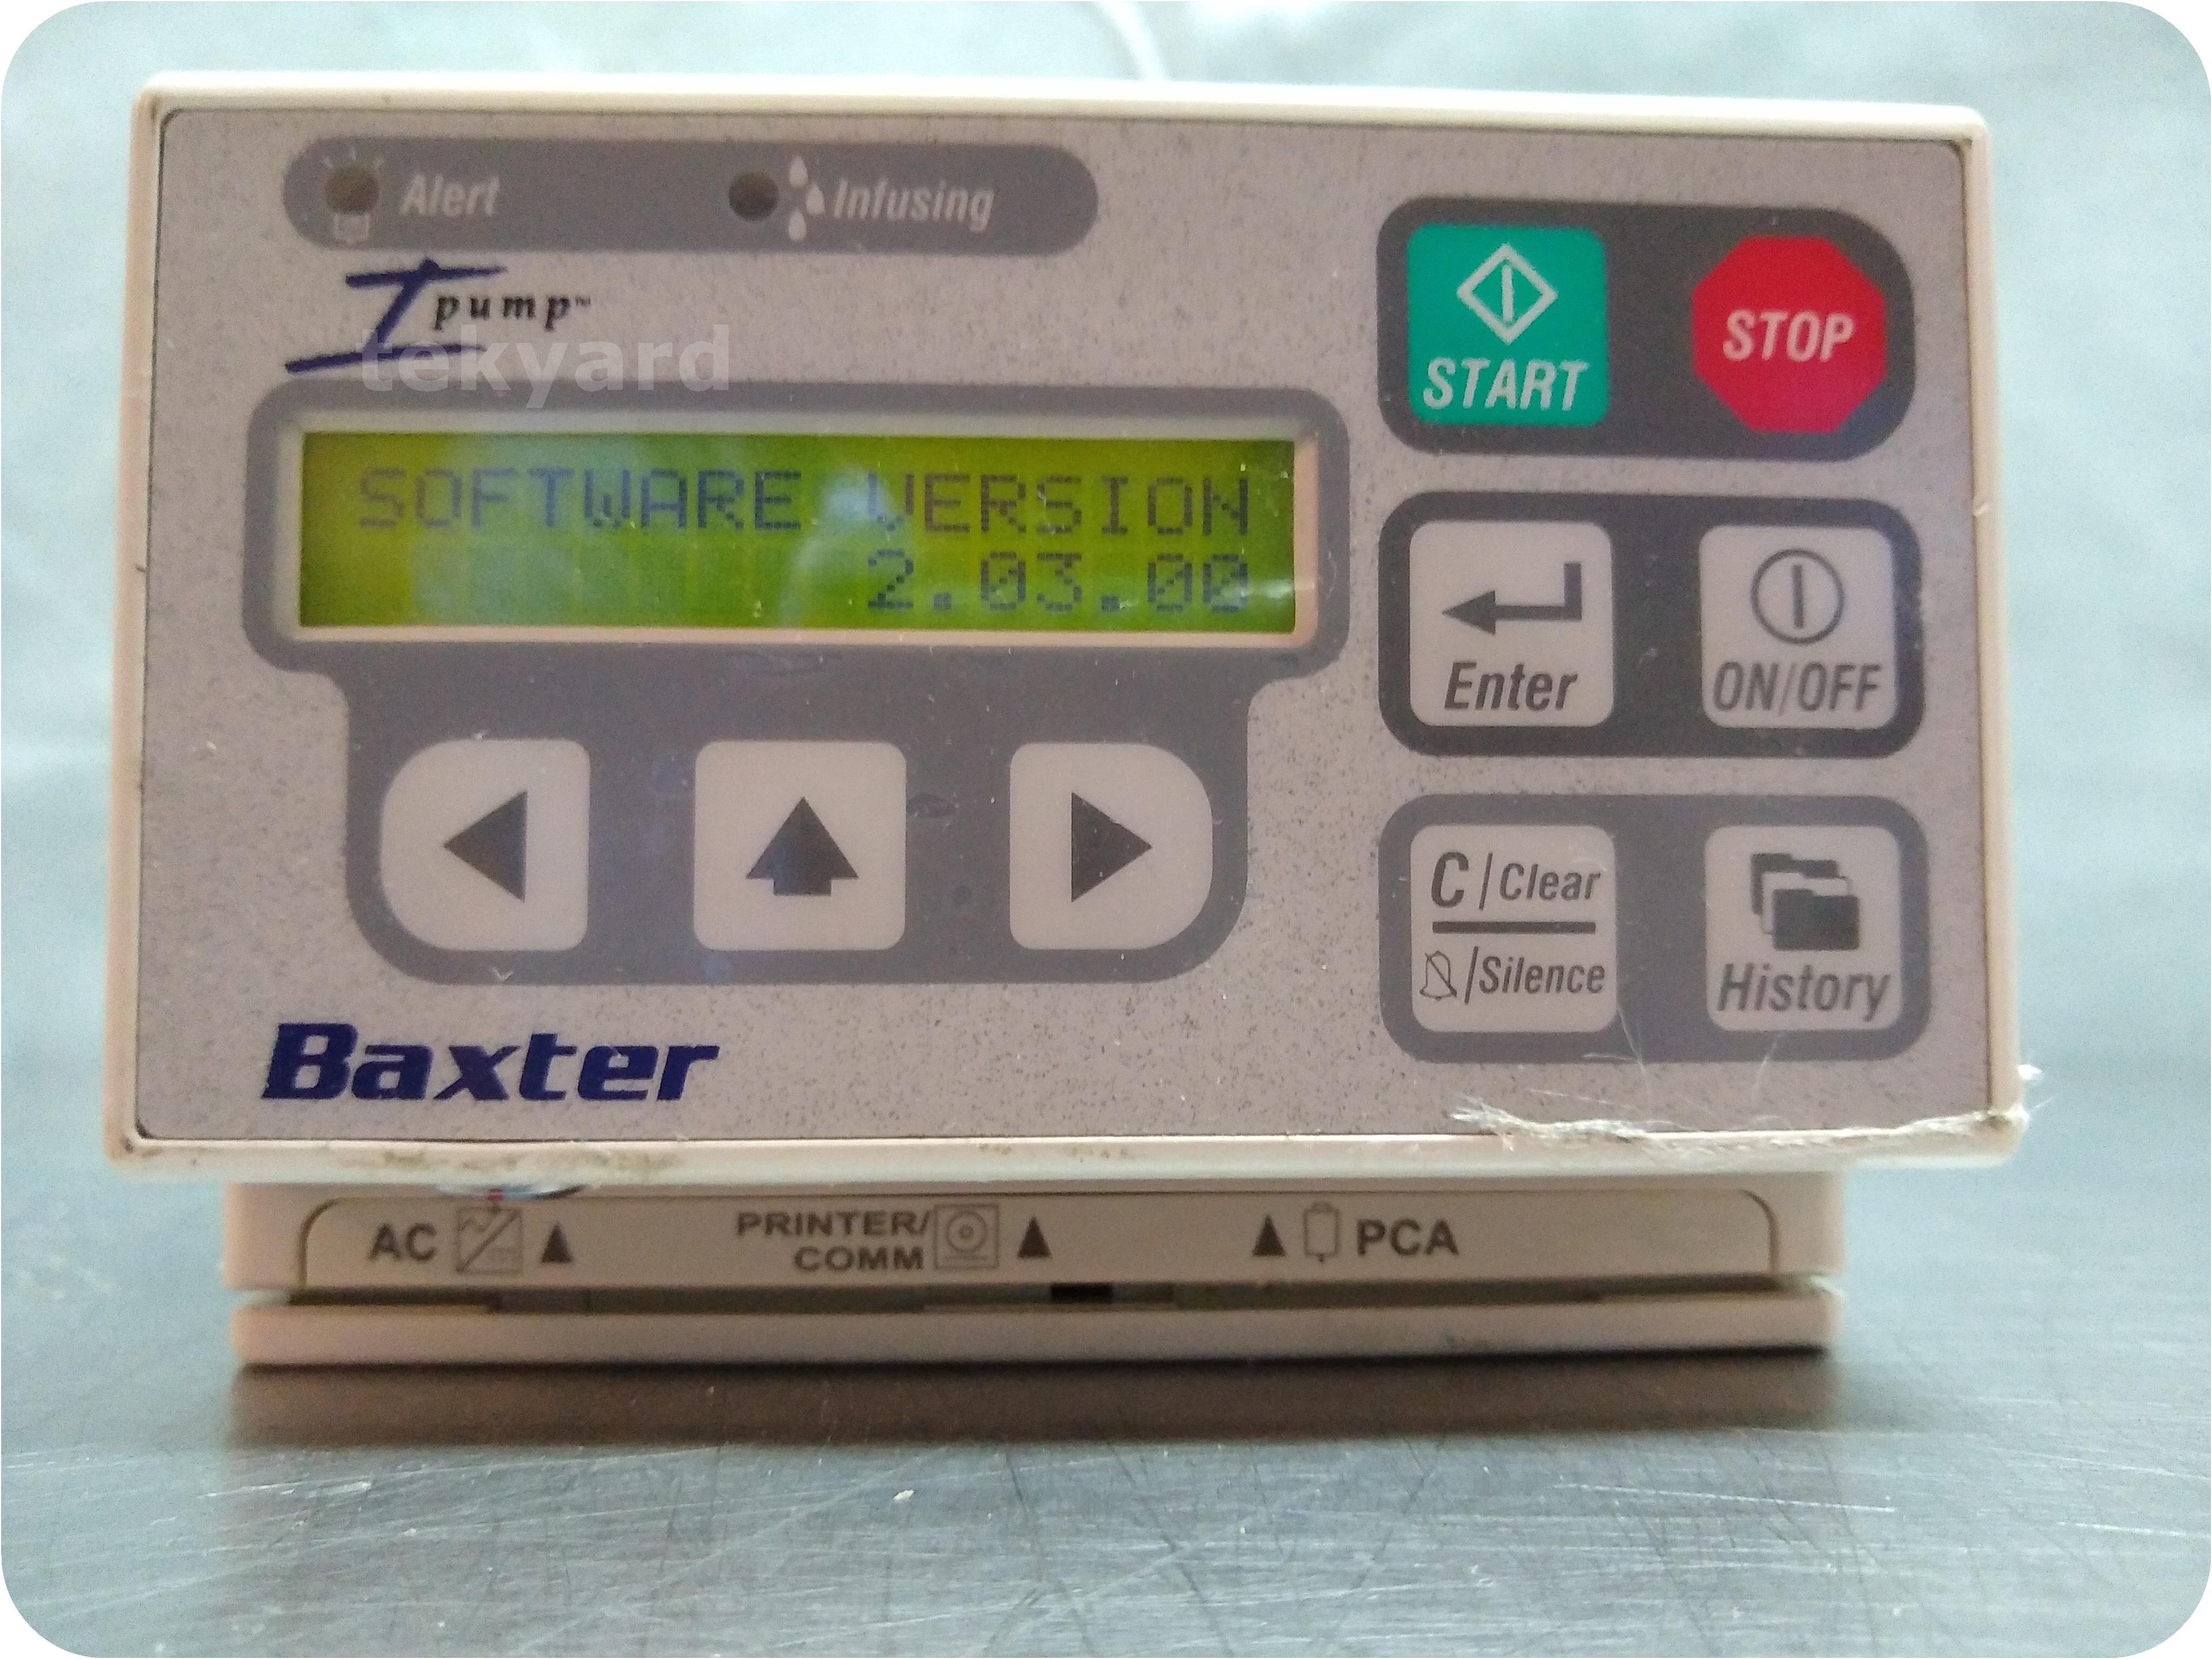 Alert
Infusing
I pump™
tekyard
START
STOP
SOFTWARE VERSION
2.03.00
Enter
ON/OFF
C/Clear
/Silence
History
Baxter
AC
PRINTER/
COMM
PCA